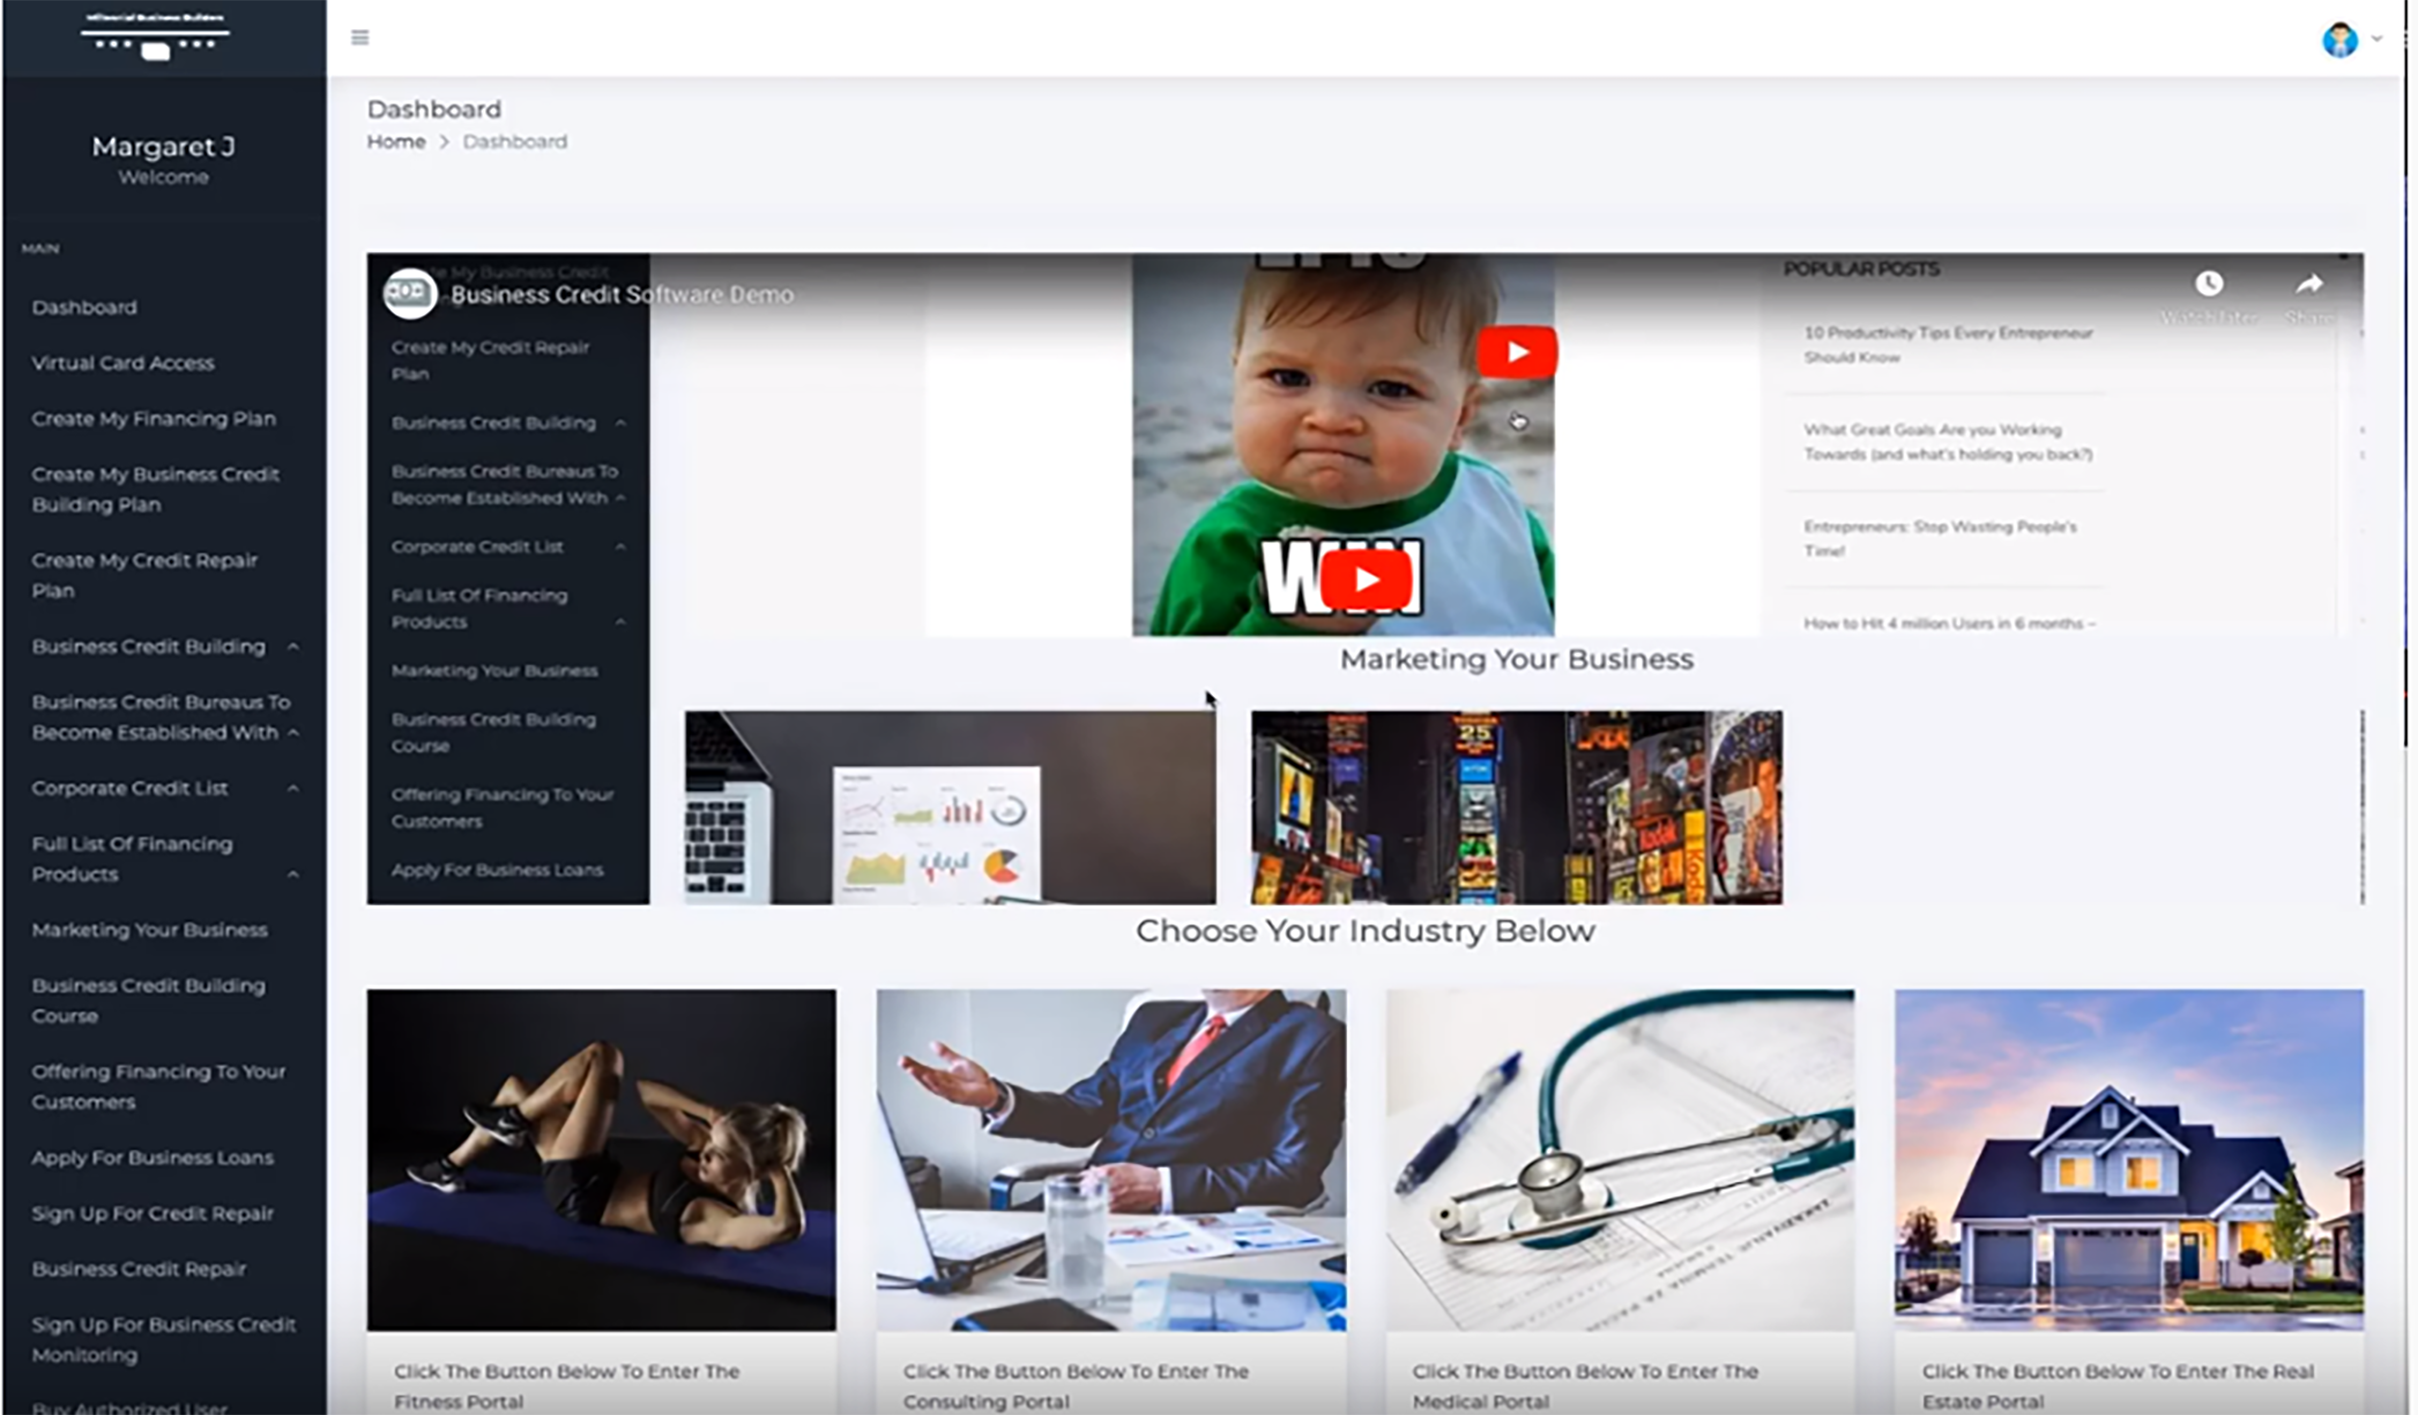 Millennial Business Builders
Margaret J
Welcome
MAIN
Dashboard
Virtual Card Access
Create My Financing Plan
Create My Business Credit
Building Plan
Create My Credit Repair
Plan
Business Credit Building
Business Credit Bureaus To
Become Established With
Corporate Credit List
Full List Of Financing
Products
Marketing Your Business
Business Credit Building
Course
Offering Financing To Your
Customers
Apply For Business Loans
Sign Up For Credit Repair
Business Credit Repair
Sign Up For Business Credit
Monitoring
Buy Authorized User
Dashboard
Home > Dashboard
te My Business Credit
Business Credit Software Demo
Create My Credit Repair
Plan
Business Credit Building
Business Credit Bureaus To
Become Established With
Corporate Credit List
Full List Of Financing
Products
Marketing Your Business
Business Credit Building
Course
Offering Financing To Your
Customers
Apply For Business Loans
EPIC
WIN
POPULAR POSTS
Watch later
Share
10 Productivity Tips Every Entrepreneur
Should Know
What Great Goals Are you Working
Towards (and what's holding you back?)
Entrepreneurs: Stop Wasting People's
Time!
How to Hit 4 million Users in 6 months –
Marketing Your Business
25
Kodak
Choose Your Industry Below
Click The Button Below To Enter The
Fitness Portal
Click The Button Below To Enter The
Consulting Portal
Click The Button Below To Enter The
Medical Portal
Click The Button Below To Enter The Real
Estate Portal